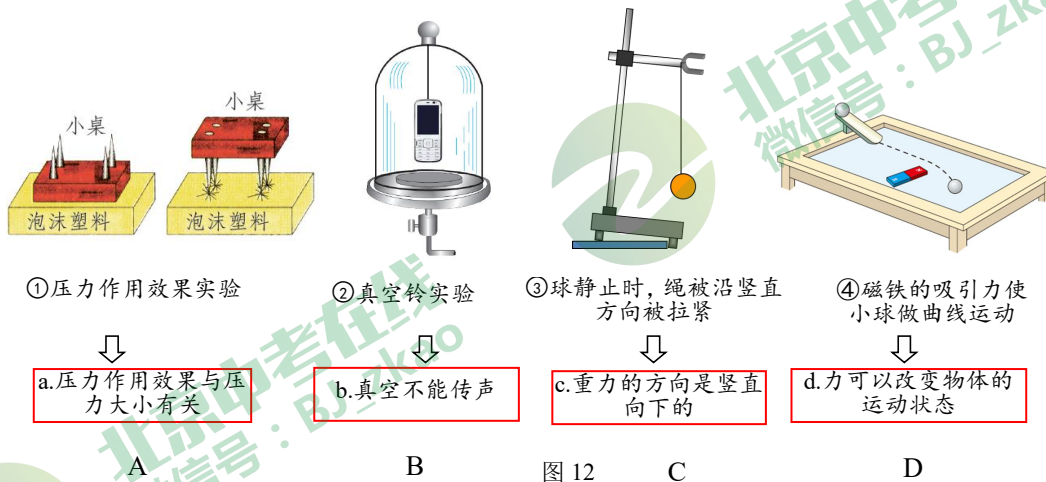 北京中考在线
微信号：BJ_zkao
小桌
小桌
泡沫塑料
泡沫塑料
①压力作用效果实验
②真空铃实验
③球静止时，绳被沿竖直
方向被拉紧
④磁铁的吸引力使
小球做曲线运动
a.压力作用效果与压
力大小有关
b.真空不能传声
c.重力的方向是竖直
向下的
d.力可以改变物体的
运动状态
北京中考在线
微信号：BJ_zkao
A
B
图 12
C
D